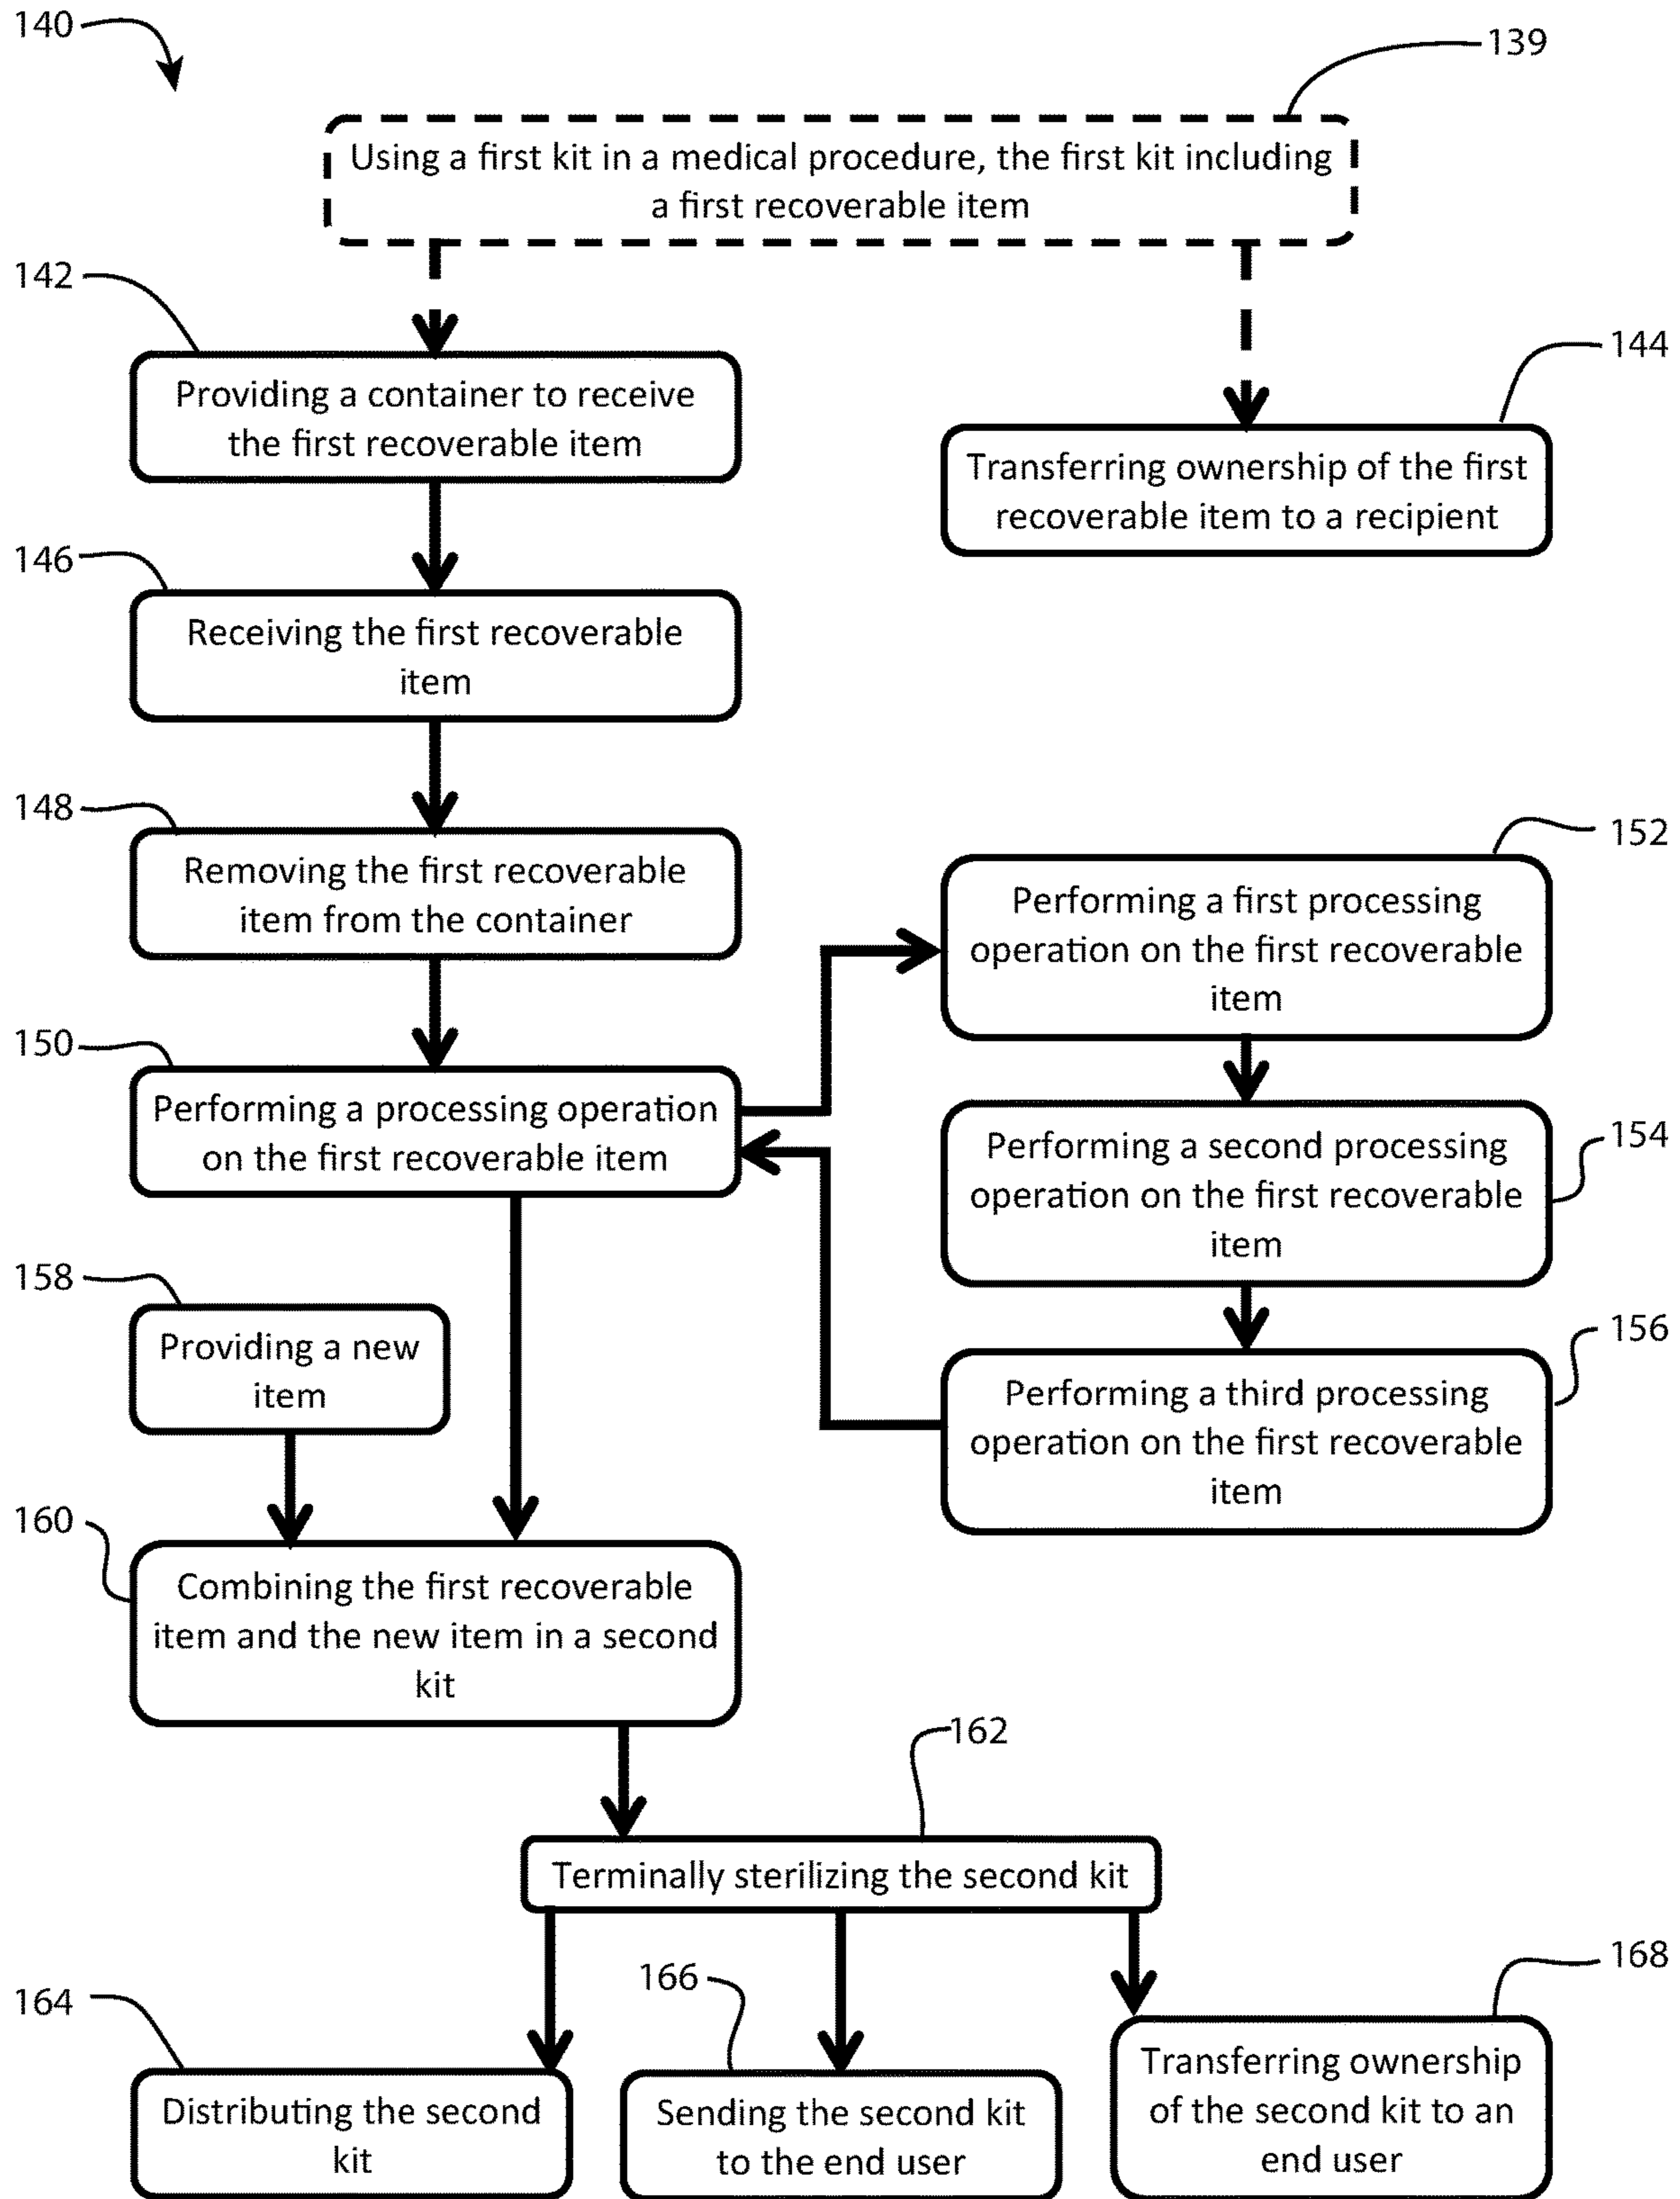 140
139
Using a first kit in a medical procedure, the first kit including
a first recoverable item
142
Providing a container to receive
the first recoverable item
144
Transferring ownership of the first
recoverable item to a recipient
146
Receiving the first recoverable
item
148
Removing the first recoverable
item from the container
152
Performing a first processing
operation on the first recoverable
item
150
Performing a processing operation
on the first recoverable item
154
Performing a second processing
operation on the first recoverable
item
158
Providing a new
item
156
Performing a third processing
operation on the first recoverable
item
160
Combining the first recoverable
item and the new item in a second
kit
162
Terminally sterilizing the second kit
164
Distributing the second
kit
166
Sending the second kit
to the end user
168
Transferring ownership
of the second kit to an
end user